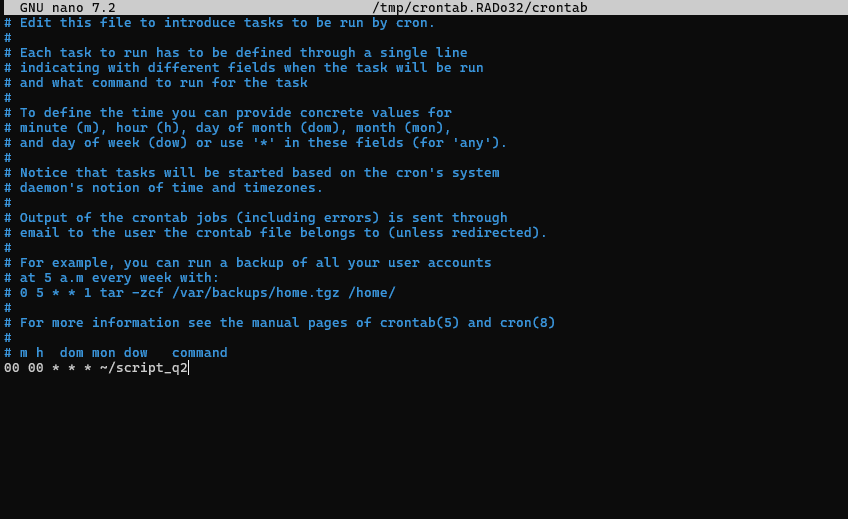 GNU nano 7.2 /tmp/crontab.RADo32/crontab
# Edit this file to introduce tasks to be run by cron.
#
# Each task to run has to be defined through a single line
# indicating with different fields when the task will be run
# and what command to run for the task
#
# To define the time you can provide concrete values for
# minute (m), hour (h), day of month (dom), month (mon),
# and day of week (dow) or use '*' in these fields (for 'any').
#
# Notice that tasks will be started based on the cron's system
# daemon's notion of time and timezones.
#
# Output of the crontab jobs (including errors) is sent through
# email to the user the crontab file belongs to (unless redirected).
#
# For example, you can run a backup of all your user accounts
# at 5 a.m every week with:
# 0 5 * * 1 tar -zcf /var/backups/home.tgz /home/
#
# For more information see the manual pages of crontab(5) and cron(8)
#
# m h  dom mon dow   command
00 00 * * * ~/script_q2